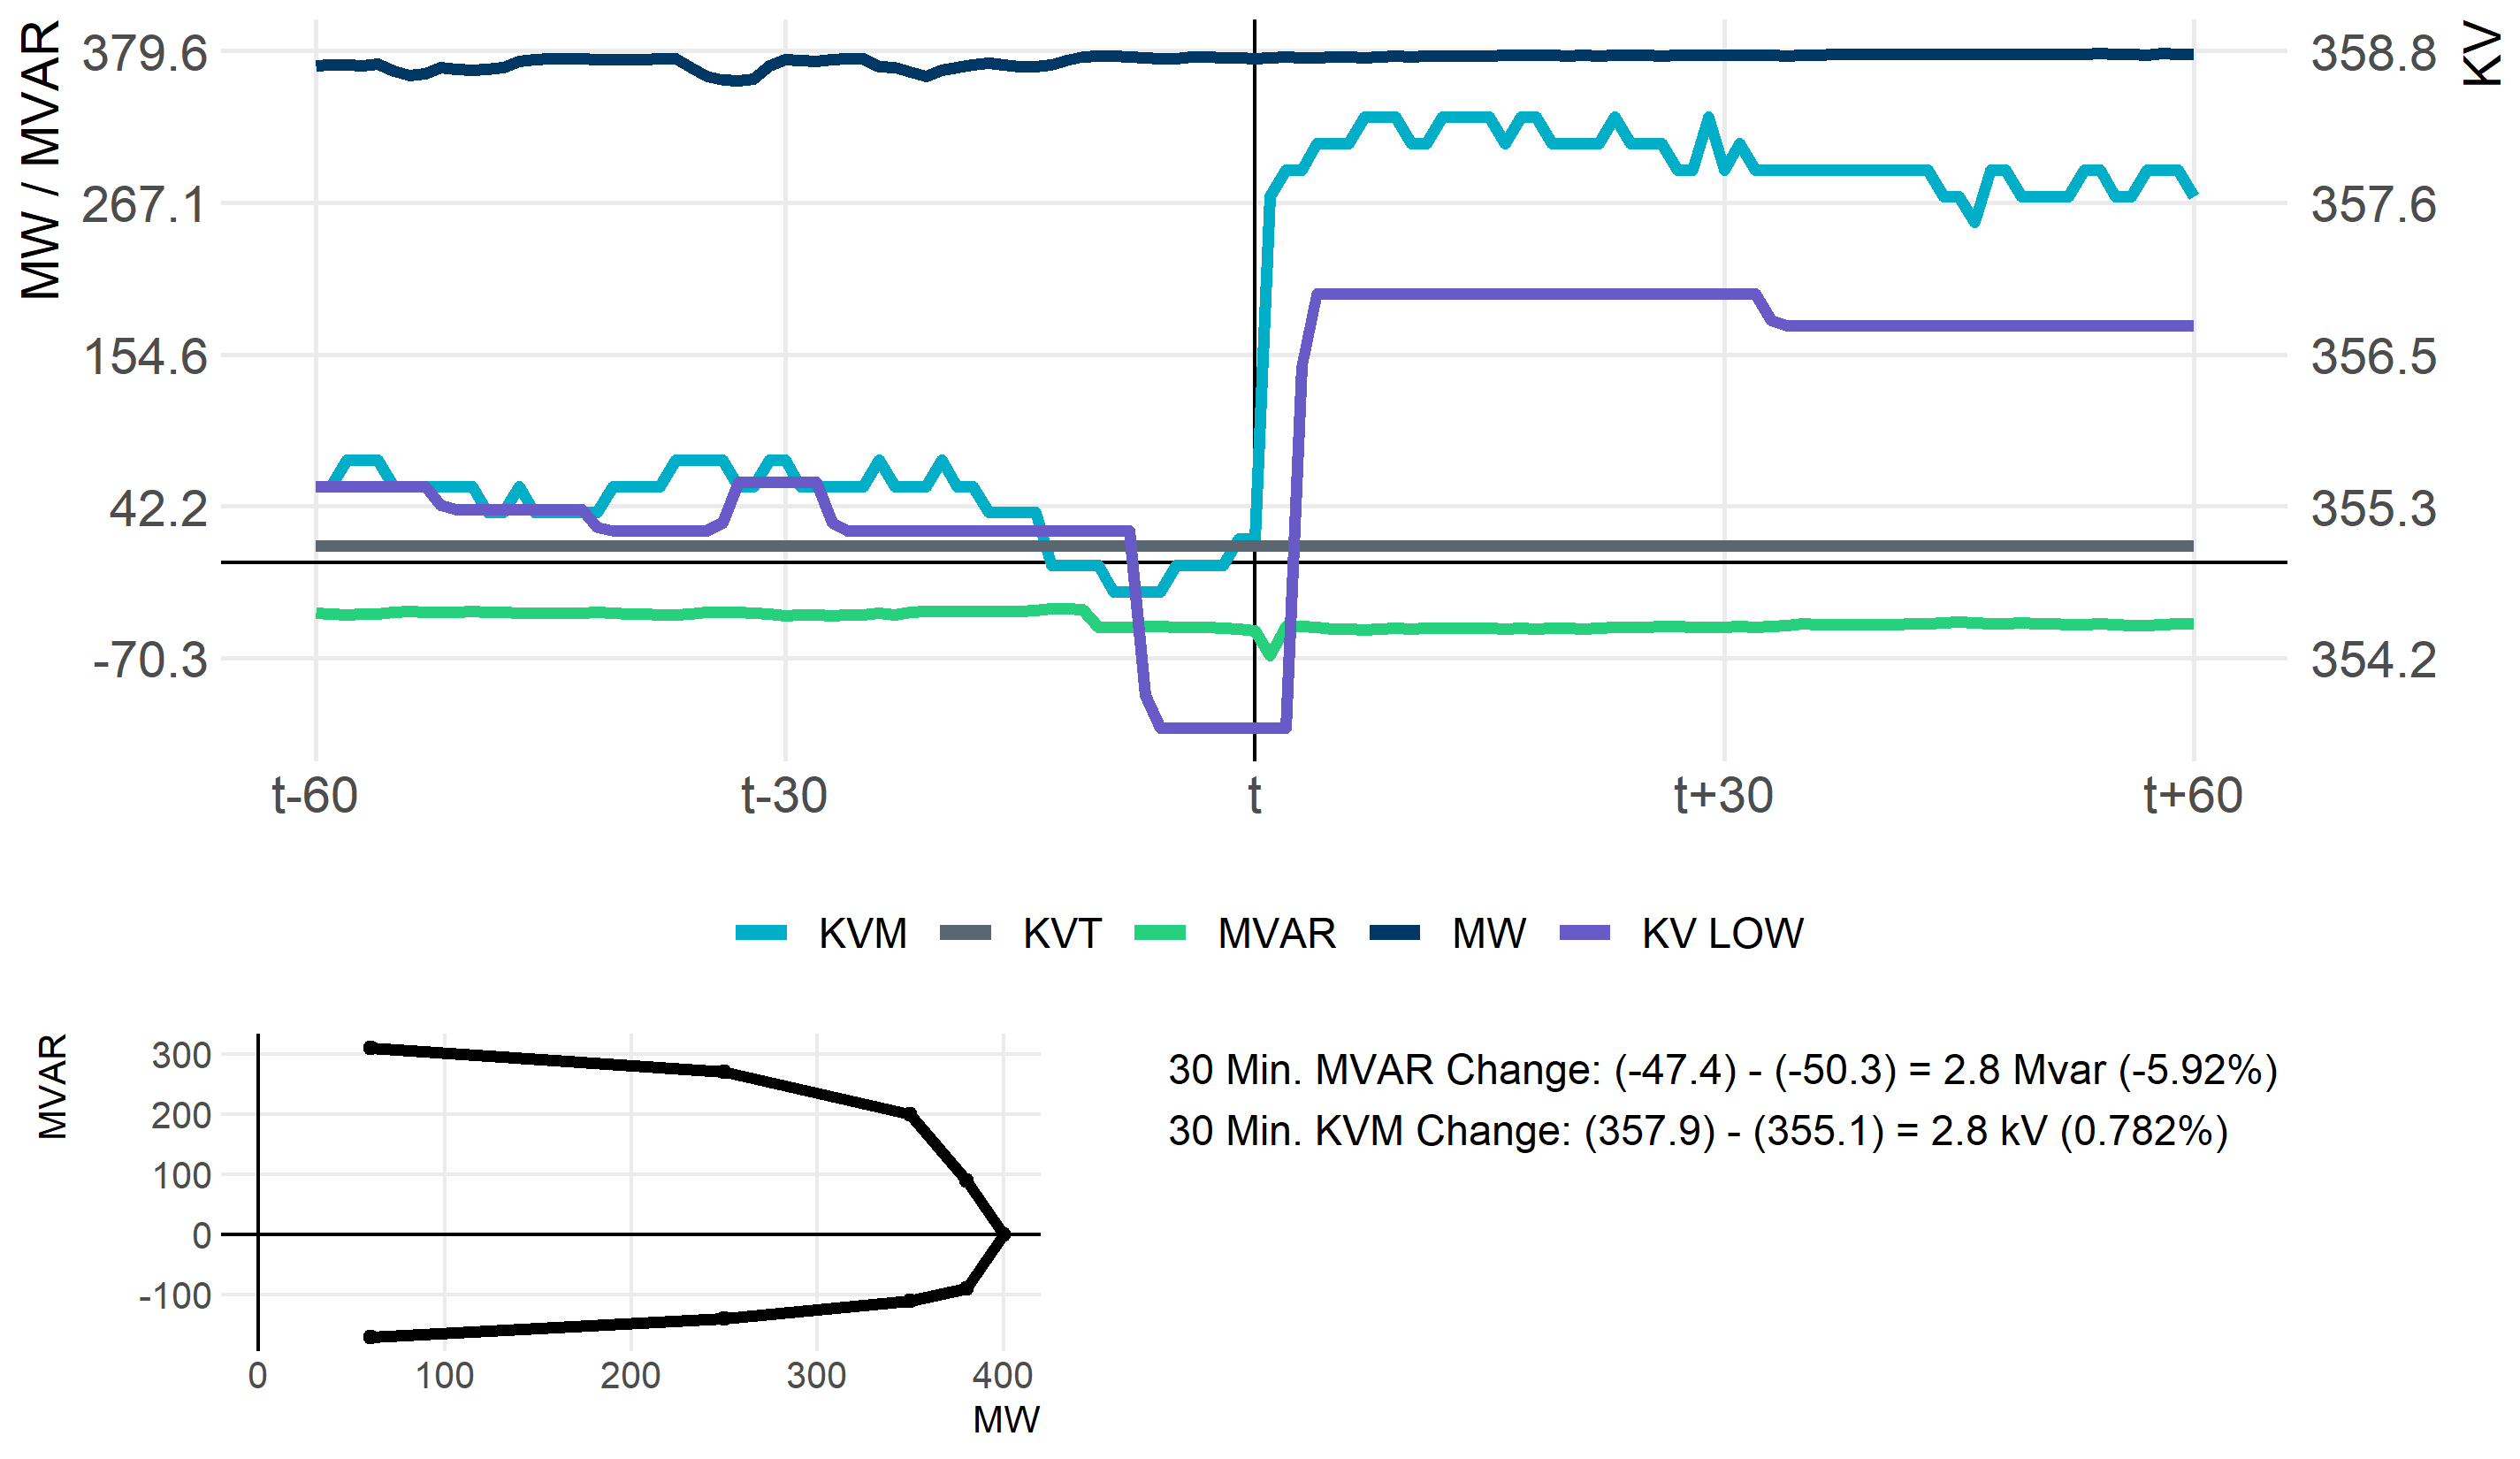 MW / MVAR
379.6
267.1
154.6
42.2
-70.3
KV
358.8
357.6
356.5
355.3
354.2
t-60 t-30 t t+30 t+60
KVM KVT MVAR MW KV LOW
MVAR
300
200
100
0
-100
0 100 200 300 400
MW
30 Min. MVAR Change: (-47.4) - (-50.3) = 2.8 Mvar (-5.92%)
30 Min. KVM Change: (357.9) - (355.1) = 2.8 kV (0.782%)